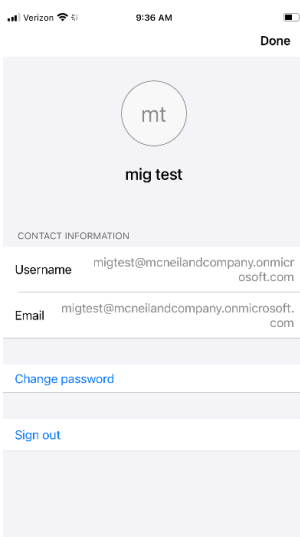 Verizon 9:36 AM
Done
mt
mig test
CONTACT INFORMATION
Username migtest@mcneilandcompany.onmicr
osoft.com
Email migtest@mcneilandcompany.onmicrosoft.
com
Change password
Sign out